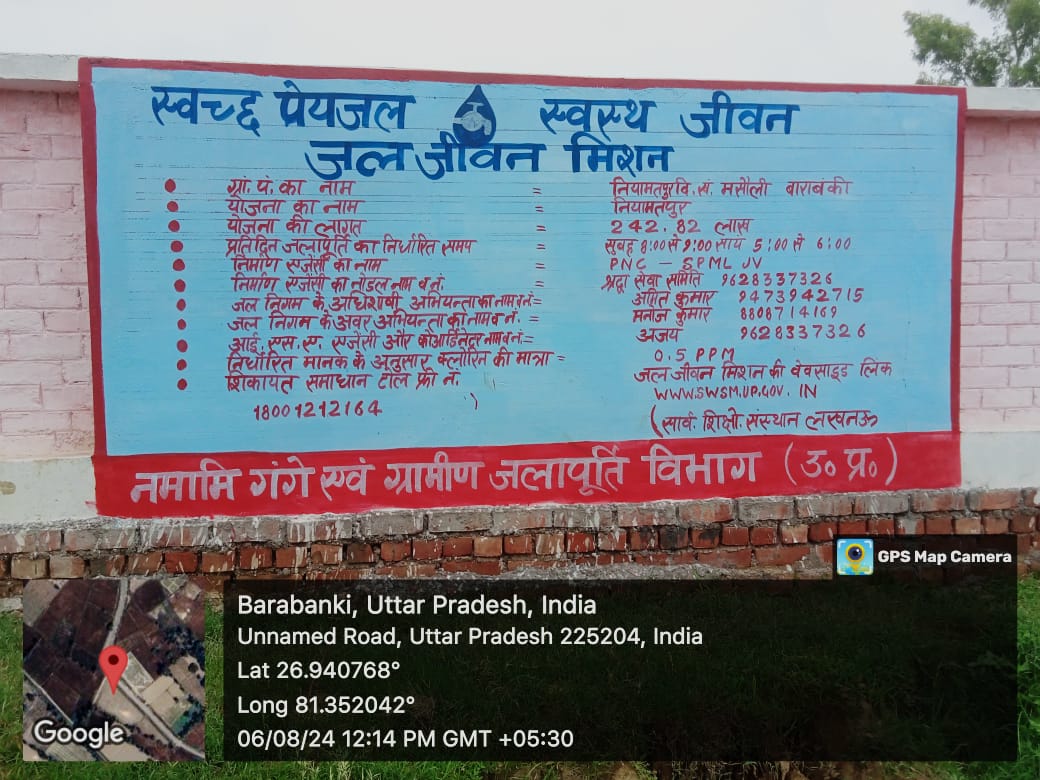 स्वच्छ पेयजल स्वस्थ जीवन
जल जीवन मिशन
● ग्रां. पं. का नाम = नियामतपुर वि. सं. मसौली बाराबंकी
● योजना का नाम = नियामतपुर
● योजना की लागत = 242.82 लाख
● प्रतिदिन जलापूर्ति का निर्धारित समय सुबह 8:00 से 9:00 सायं 5:00 से 6:00
● निर्माण एजेंसी का नाम = PNC - SPML JV
● निर्माण एजेंसी का नोडल नाम व नं. श्रद्धा सेवा समिति 9628337326
● जल निगम के अधिशाषी अभियन्ता का नाम व नं = अमित कुमार 9473942715
● जल निगम के अवर अभियन्ता का नाम व नं. = मनोज कुमार 8808714169
● आई. एस. ए. एजेंसी और कोआर्डिनेटर नाम व नं = अजय 9628337326
● निर्धारित मानक के अनुसार क्लोरिन की मात्रा = 0.5 PPM
● शिकायत समाधान टोल फ्री नं. जल जीवन मिशन की वेवसाइड लिंक
18001212164 WWW.SWSM.UP.GOV. IN
(सार्व. शिक्षो. संस्थान लखनऊ
नमामि गंगे एवं ग्रामीण जलापूर्ति विभाग (उ० प्र०)
GPS Map Camera
Barabanki, Uttar Pradesh, India
Unnamed Road, Uttar Pradesh 225204, India
Lat 26.940768°
Long 81.352042°
06/08/24 12:14 PM GMT +05:30
Google